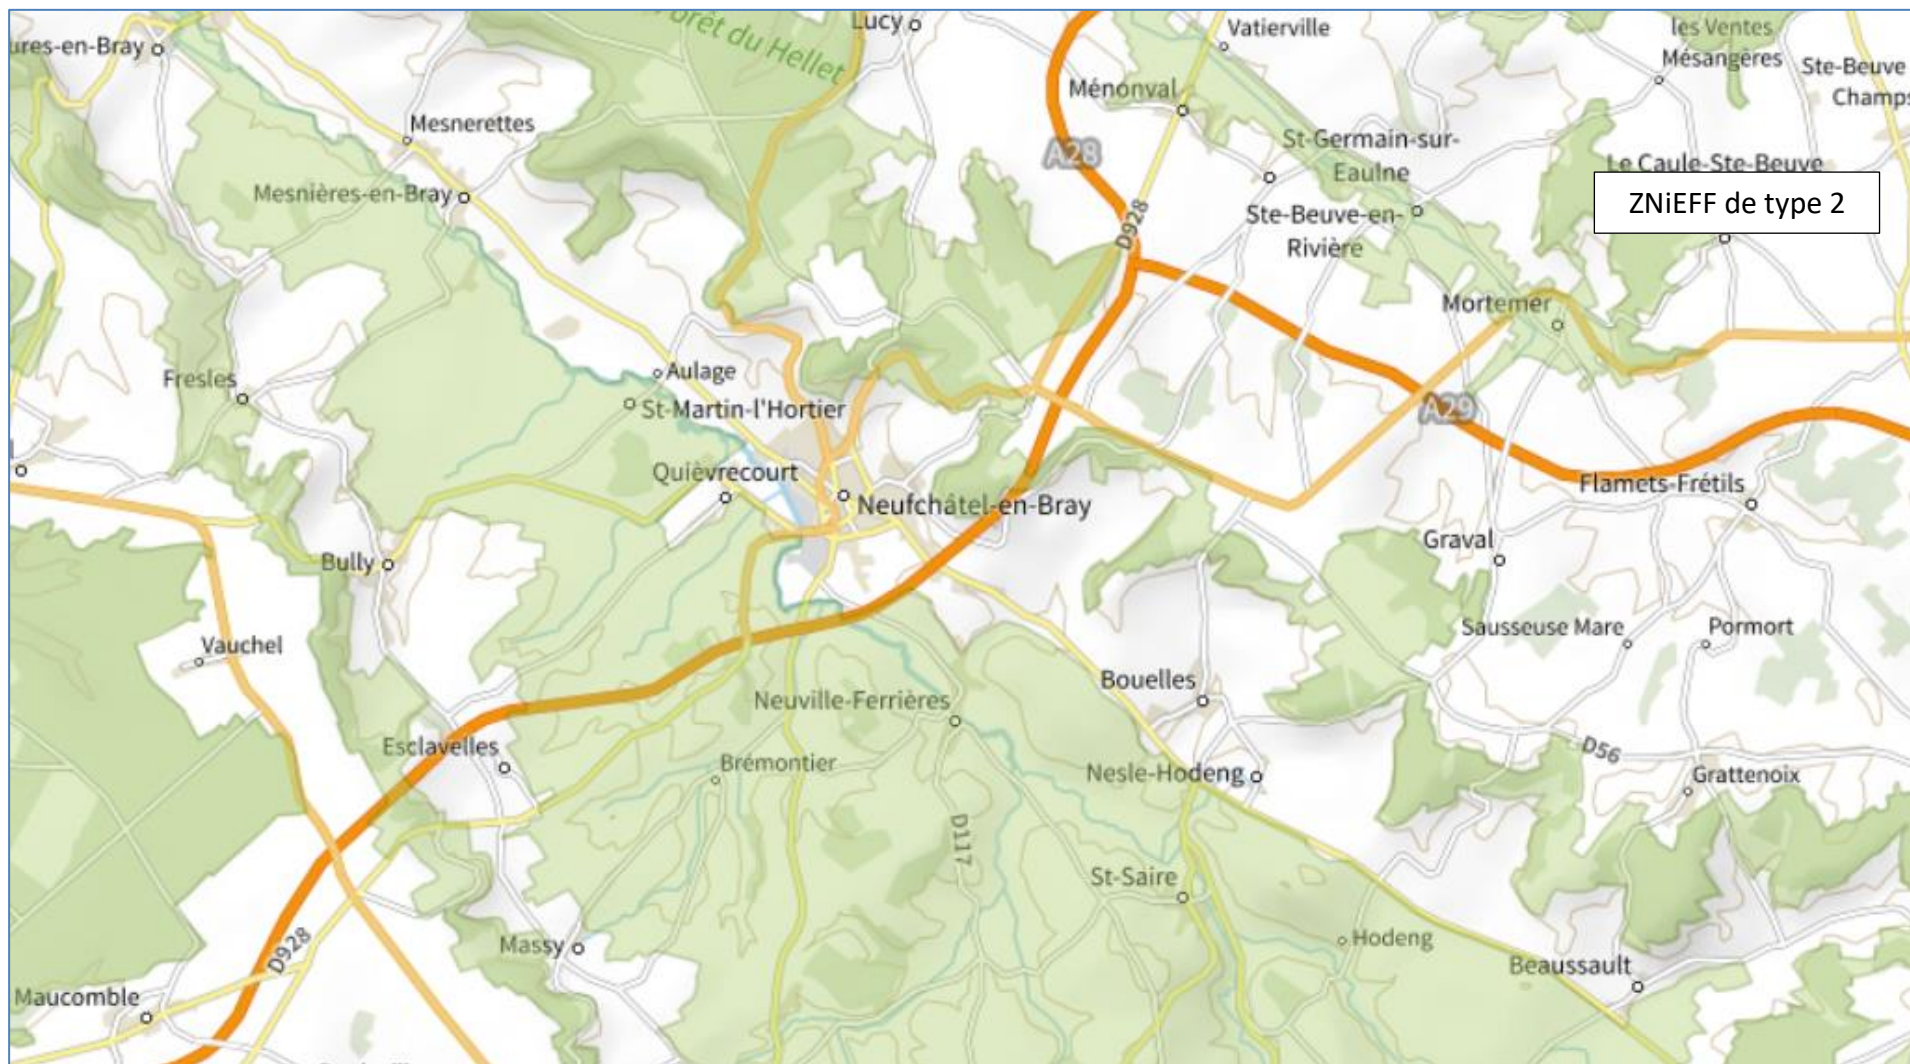 Forêt du Hellet
Lucy
Vatierville
les Ventes
Mésangères
Ste-Beuve
Champs
ures-en-Bray
Ménonval
Mesnerettes
A28
St-Germain-sur-
Eaulne
Le Caule-Ste-Beuve
ZNiEFF de type 2
Mesnières-en-Bray
D928
Ste-Beuve-en-
Rivière
Mortemer
Fresles
Aulage
St-Martin-l'Hortier
A29
Quièvrecourt
Neufchâtel-en-Bray
Flamets-Frétils
Graval
Bully
Vauchel
Sausseuse Mare
Pormort
Bouelles
Neuville-Ferrières
Esclavelles
Brémontier
Nesle-Hodeng
D56
Grattenoix
D117
St-Saire
Massy
Hodeng
D928
Beaussault
Maucomble